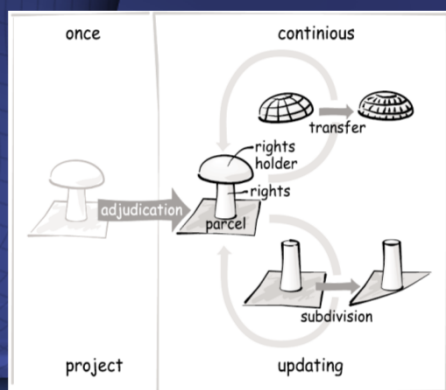 once
continious
transfer
rights
holder
rights
adjudication
parcel
subdivision
project
updating